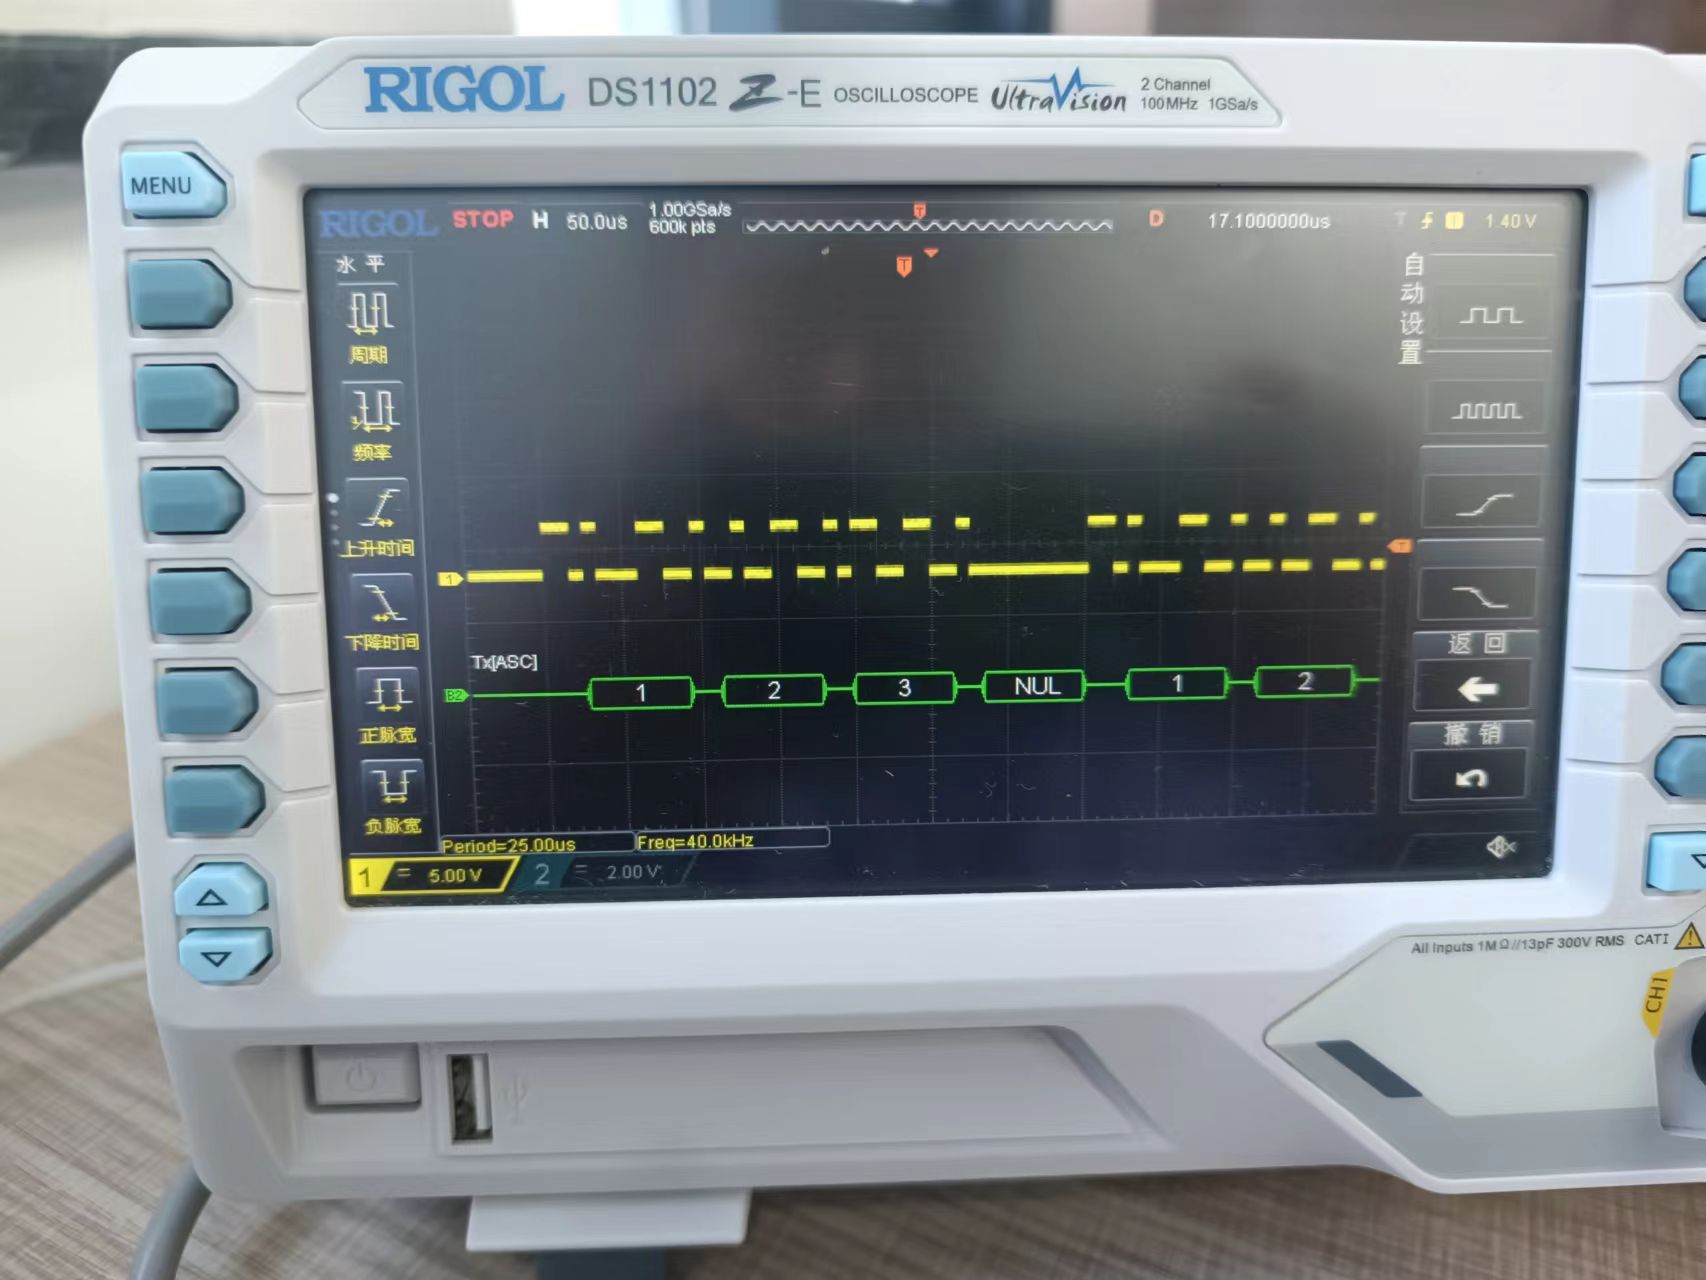 RIGOL DS1102 Z-E OSCILLOSCOPE UltraVision 2 Channel
100MHz 1GSa/s
MENU
RIGOL STOP H 50.0us 1.00GSa/s
600k pts
T
D 17.1000000us T 1 1.40 V
水平
T
自动设置
周期
频率
上升时间
T
1
下降时间
返回
Tx[ASC]
B2 1 2 3 NUL 1 2
正脉宽
撤销
负脉宽
Period=25.00us Freq=40.0kHz
1 = 5.00 V 2 = 2.00 V
All Inputs 1MΩ//13pF 300V RMS CATI
CH1